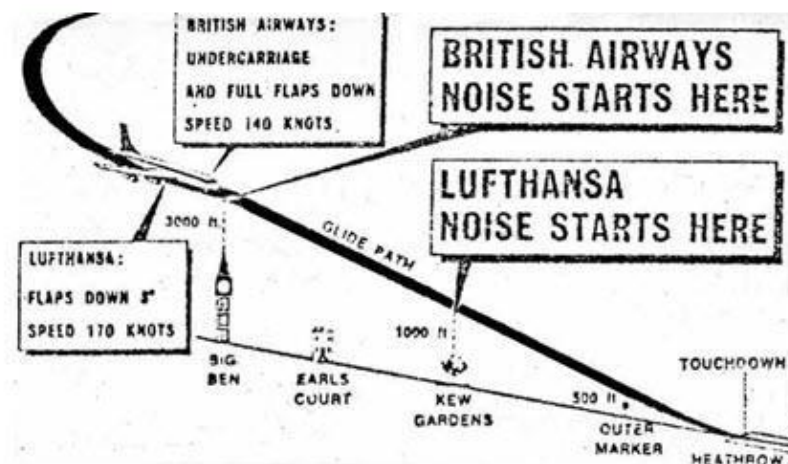 BRITISH AIRWAYS:
UNDERCARRIAGE
AND FULL FLAPS DOWN
SPEED 140 KNOTS
BRITISH AIRWAYS
NOISE STARTS HERE
LUFTHANSA
NOISE STARTS HERE
3000 ft
GLIDE PATH
LUFTHANSA:
FLAPS DOWN 5°
SPEED 170 KNOTS
1000 ft
BIG
BEN
EARLS
COURT
KEW
GARDENS
500 ft
OUTER
MARKER
TOUCHDOWN
HEATHROW